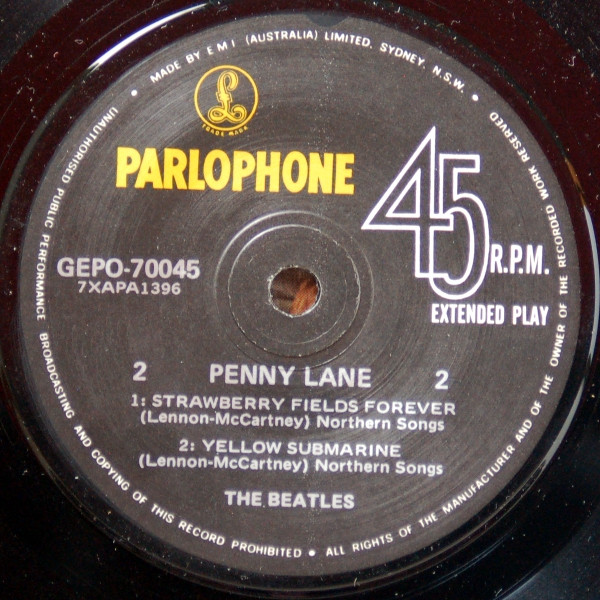 MADE BY E M I (AUSTRALIA) LIMITED, SYDNEY, N.S.W. • ALL RIGHTS OF THE MANUFACTURER AND OF THE OWNER OF THE RECORDED WORK RESERVED • UNAUTHORISED PUBLIC PERFORMANCE BROADCASTING AND COPYING OF THIS RECORD PROHIBITED •
£
TRADE MARK
PARLOPHONE
45 R.P.M.
EXTENDED PLAY
GEPO-70045
7XAPA1396
2 PENNY LANE 2
1: STRAWBERRY FIELDS FOREVER
(Lennon-McCartney) Northern Songs
2: YELLOW SUBMARINE
(Lennon-McCartney) Northern Songs
THE BEATLES